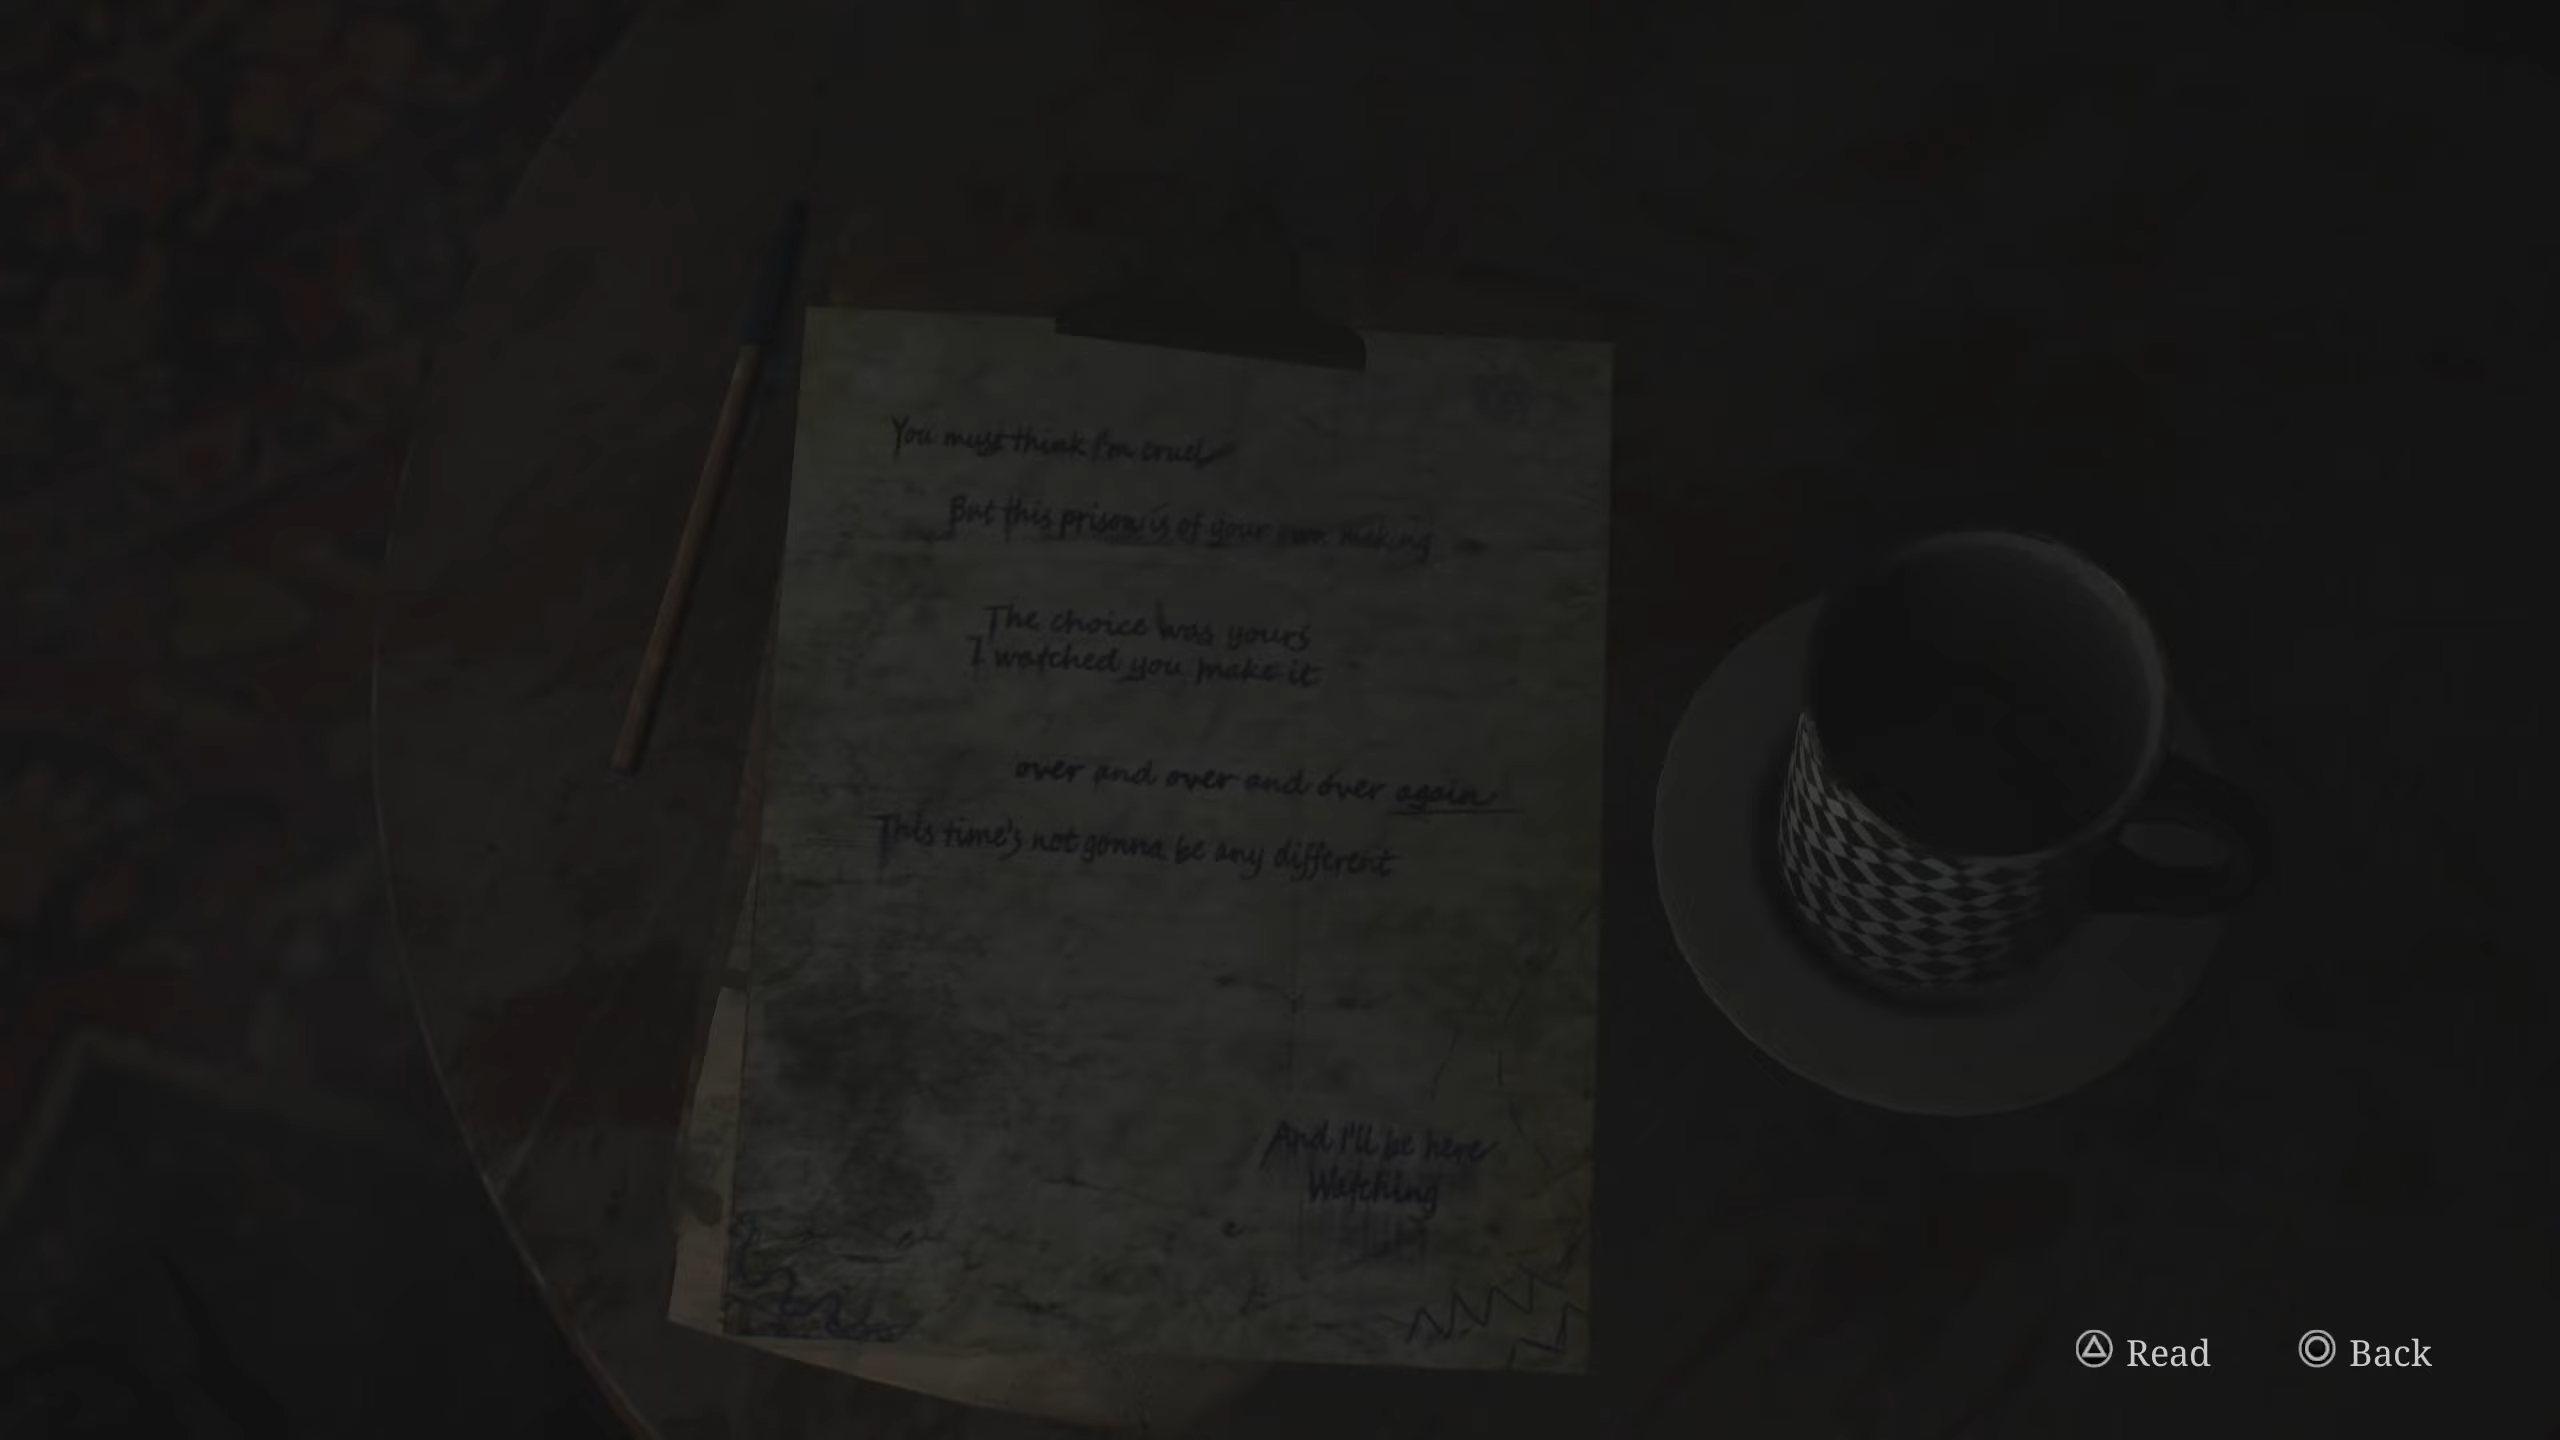 You must think I'm cruel
But this prison is of your own making
The choice was yours
I watched you make it
over and over and over again
This time's not gonna be any different
And I'll be here
Watching
Read
Back